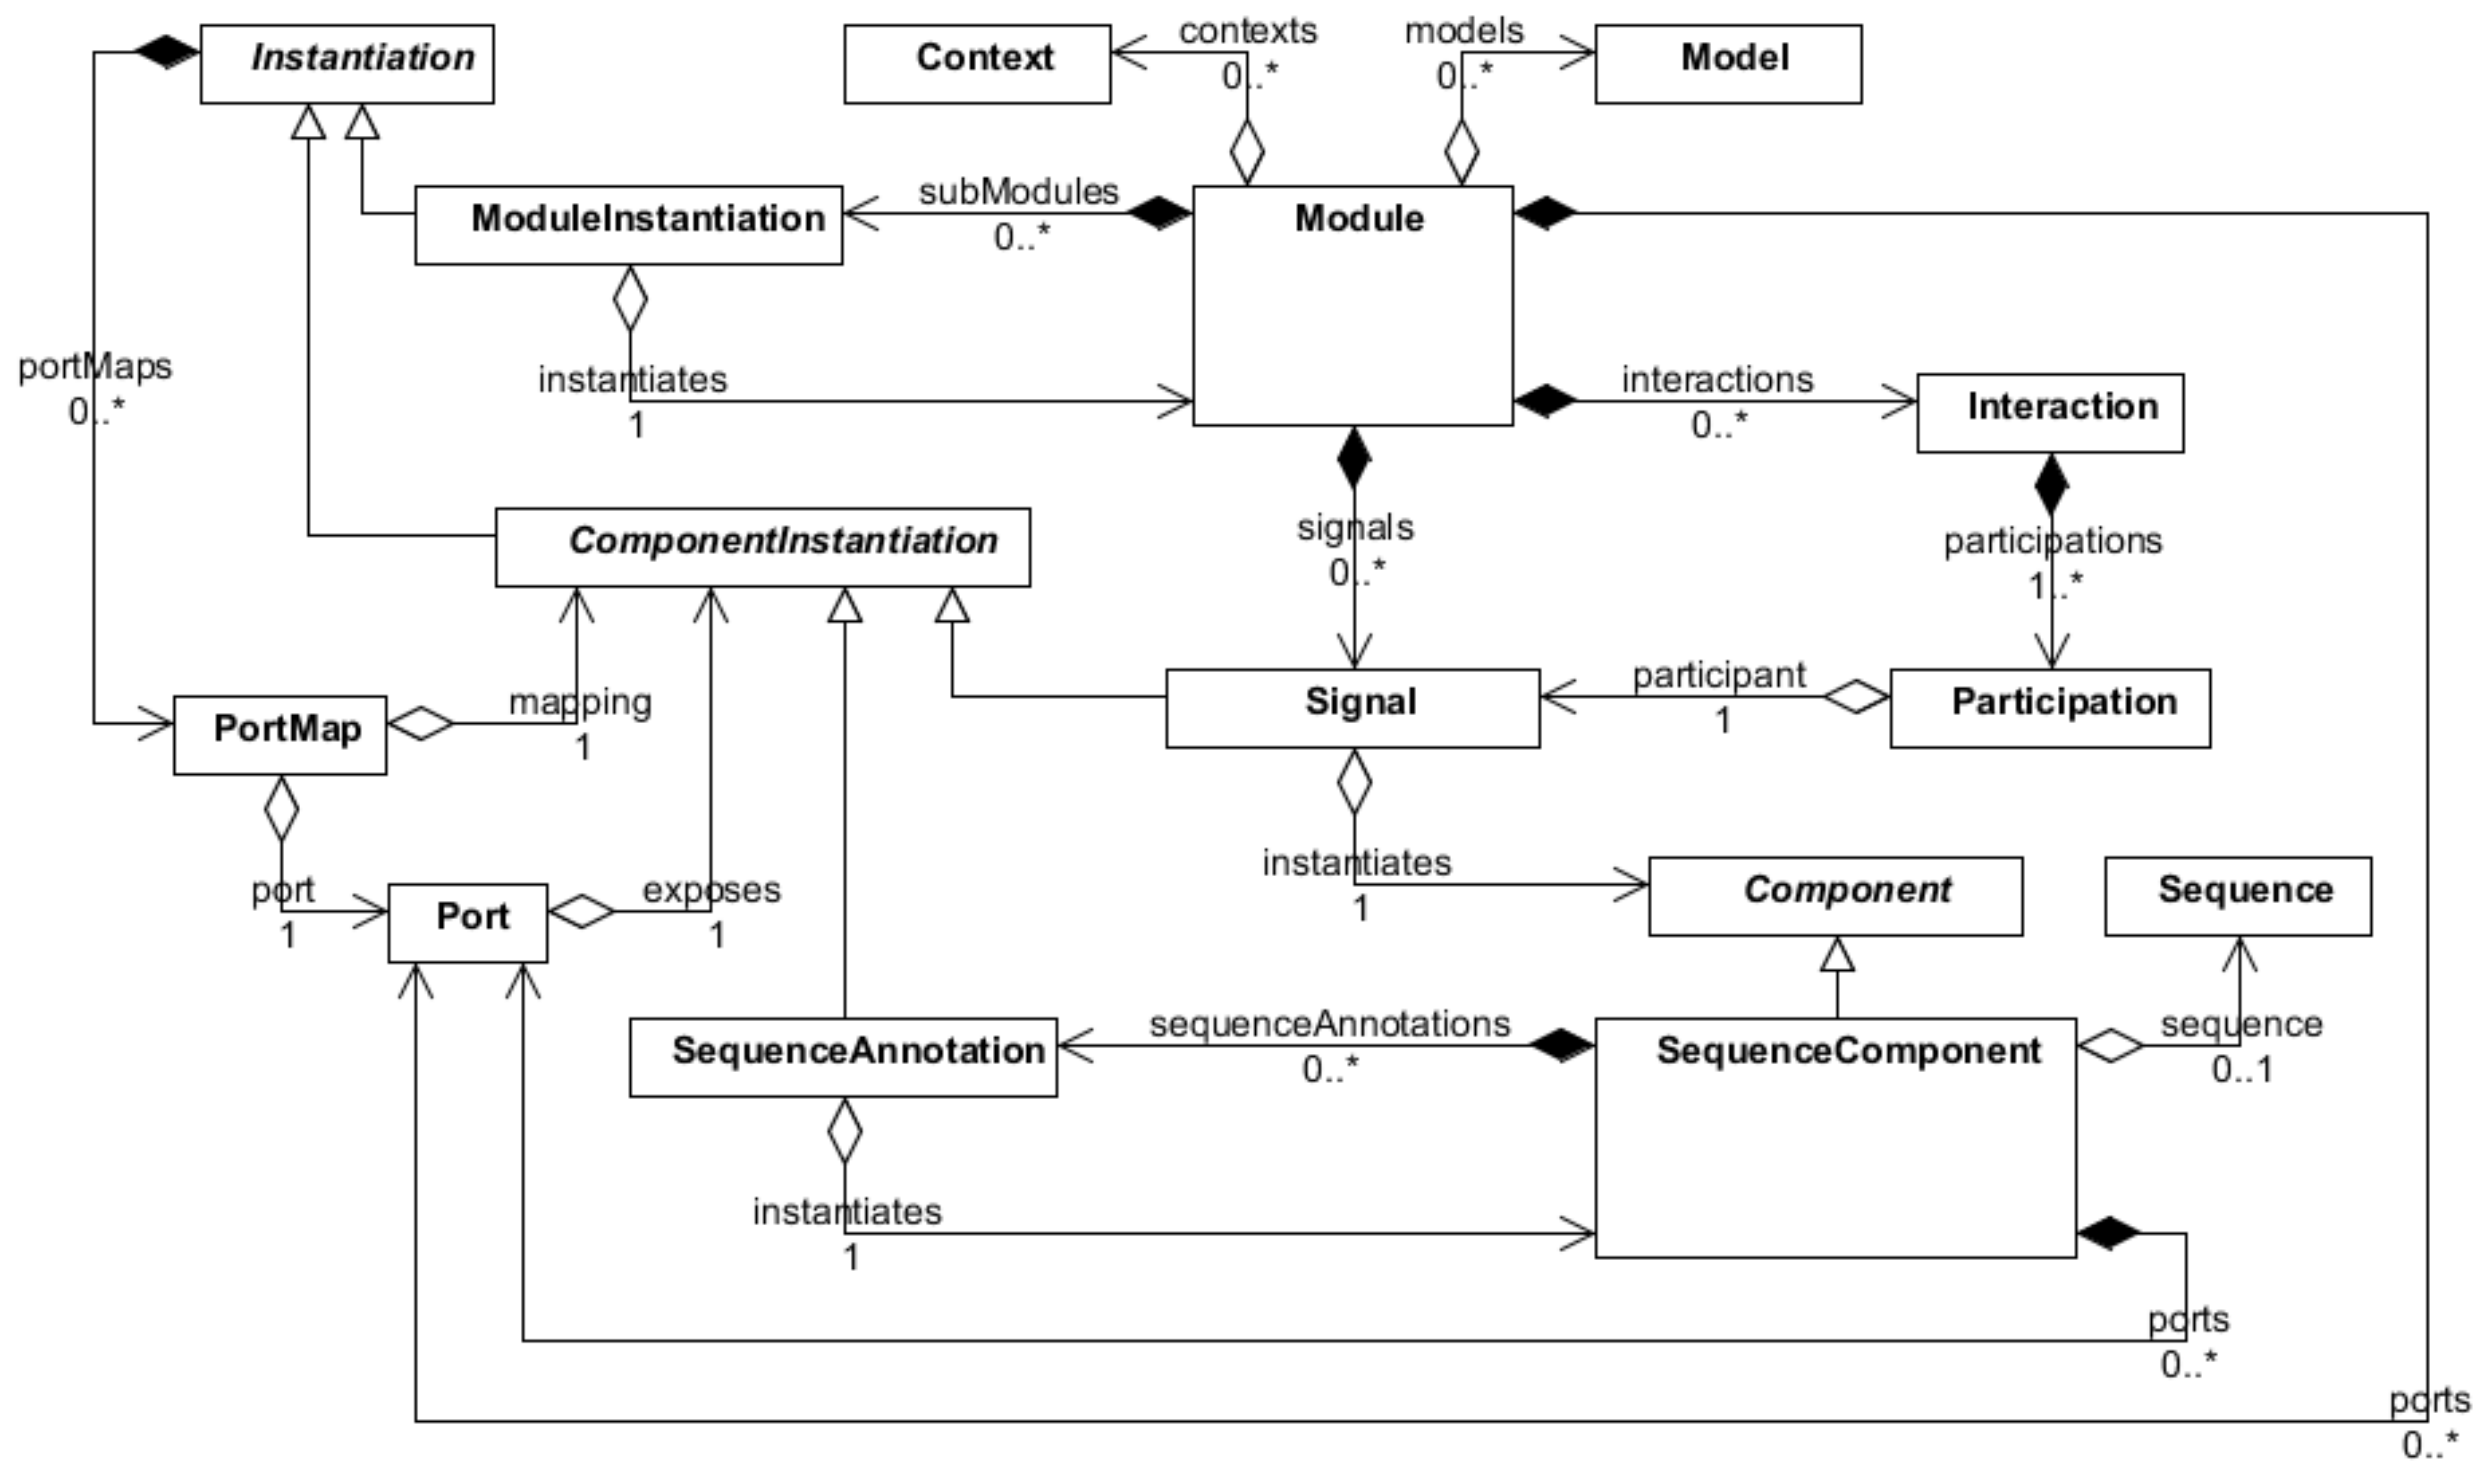 Instantiation
Context
contexts
0..*
models
0..*
Model
ModuleInstantiation
subModules
0..*
Module
portMaps
0..*
instantiates
1
interactions
0..*
Interaction
ComponentInstantiation
signals
0..*
participations
1..*
PortMap
mapping
1
Signal
participant
1
Participation
port
1
Port
exposes
1
instantiates
1
Component
Sequence
SequenceAnnotation
sequenceAnnotations
0..*
SequenceComponent
sequence
0..1
instantiates
1
ports
0..*
ports
0..*